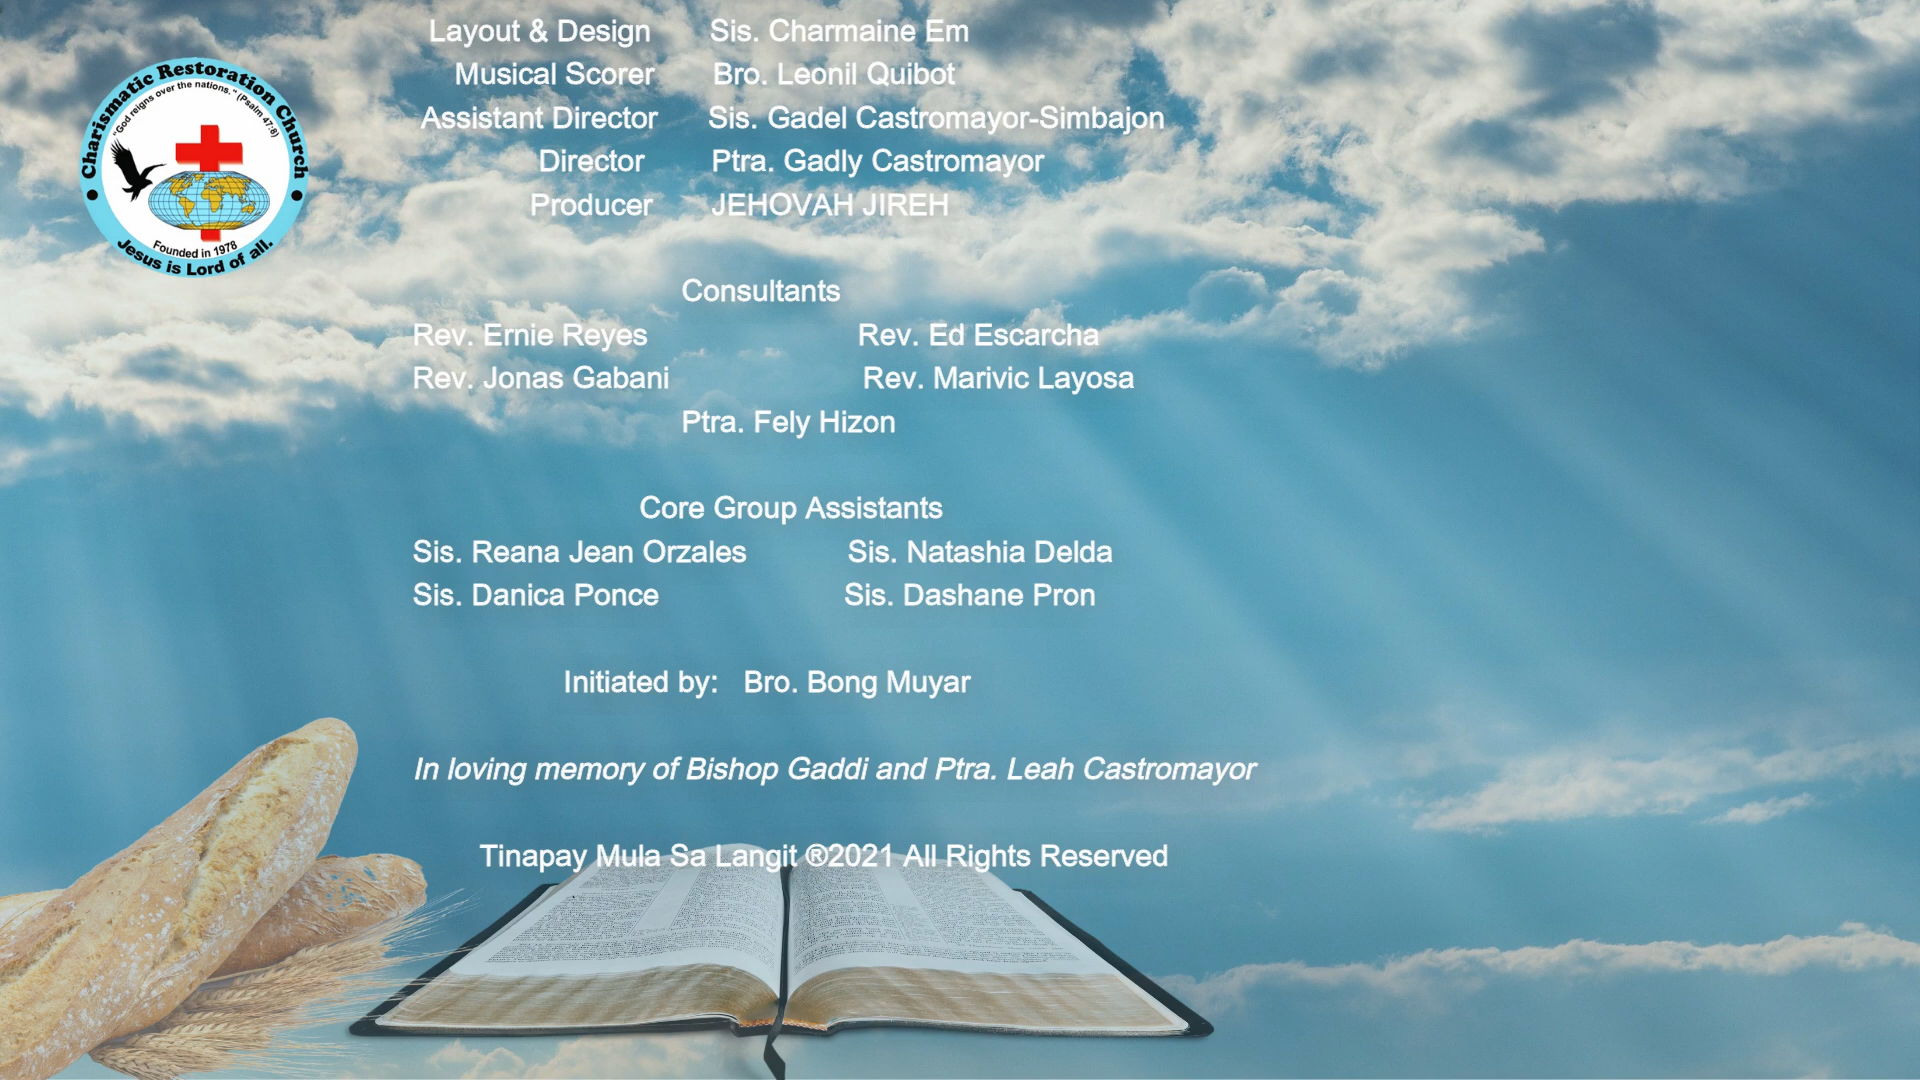 Charismatic Restoration Church
"God reigns over the nations." (Psalm 47:8)
Founded in 1978
Jesus is Lord of all.
Layout & Design Sis. Charmaine Em
Musical Scorer Bro. Leonil Quibot
Assistant Director Sis. Gadel Castromayor-Simbajon
Director Ptra. Gadly Castromayor
Producer JEHOVAH JIREH
Consultants
Rev. Ernie Reyes Rev. Ed Escarcha
Rev. Jonas Gabani Rev. Marivic Layosa
Ptra. Fely Hizon
Core Group Assistants
Sis. Reana Jean Orzales Sis. Natashia Delda
Sis. Danica Ponce Sis. Dashane Pron
Initiated by: Bro. Bong Muyar
In loving memory of Bishop Gaddi and Ptra. Leah Castromayor
Tinapay Mula Sa Langit ®2021 All Rights Reserved